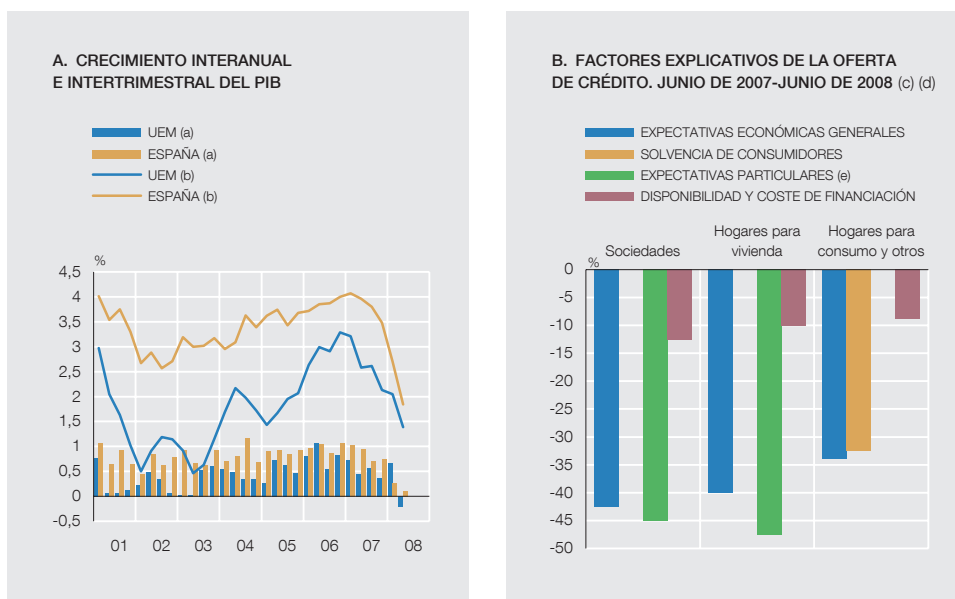 A. CRECIMIENTO INTERANUAL
E INTERTRIMESTRAL DEL PIB
UEM (a)
ESPAÑA (a)
UEM (b)
ESPAÑA (b)
%
4,5
4
3,5
3
2,5
2
1,5
1
0,5
0
-0,5
01 02 03 04 05 06 07 08
B. FACTORES EXPLICATIVOS DE LA OFERTA
DE CRÉDITO. JUNIO DE 2007-JUNIO DE 2008 (c) (d)
EXPECTATIVAS ECONÓMICAS GENERALES
SOLVENCIA DE CONSUMIDORES
EXPECTATIVAS PARTICULARES (e)
DISPONIBILIDAD Y COSTE DE FINANCIACIÓN
Sociedades
Hogares para
vivienda
Hogares para
consumo y otros
%
0
-5
-10
-15
-20
-25
-30
-35
-40
-45
-50